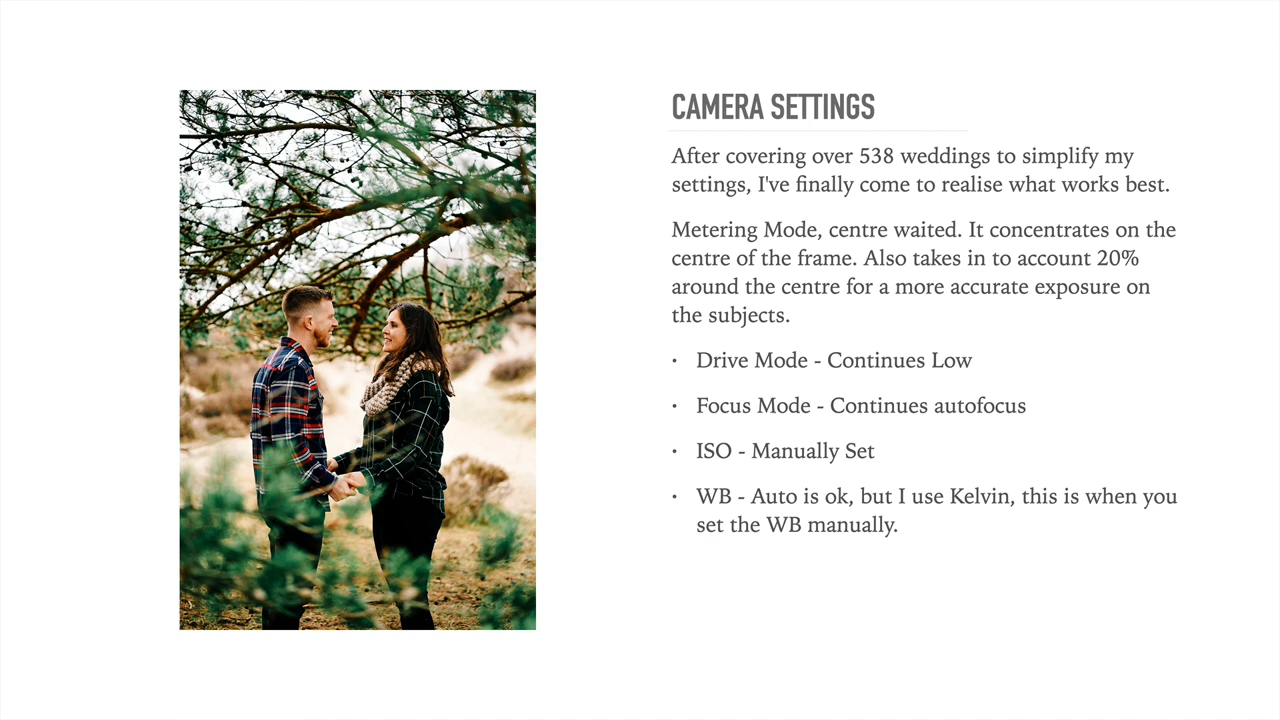 CAMERA SETTINGS
After covering over 538 weddings to simplify my
settings, I've finally come to realise what works best.
Metering Mode, centre waited. It concentrates on the
centre of the frame. Also takes in to account 20%
around the centre for a more accurate exposure on
the subjects.
• Drive Mode - Continues Low
• Focus Mode - Continues autofocus
• ISO - Manually Set
• WB - Auto is ok, but I use Kelvin, this is when you
set the WB manually.